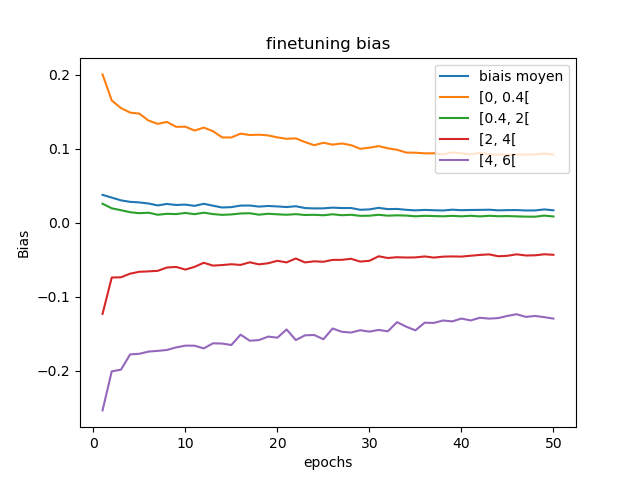 finetuning bias
biais moyen
[0, 0.4[
[0.4, 2[
[2, 4[
[4, 6[
0.2
0.1
0.0
−0.1
−0.2
Bias
0 10 20 30 40 50
epochs